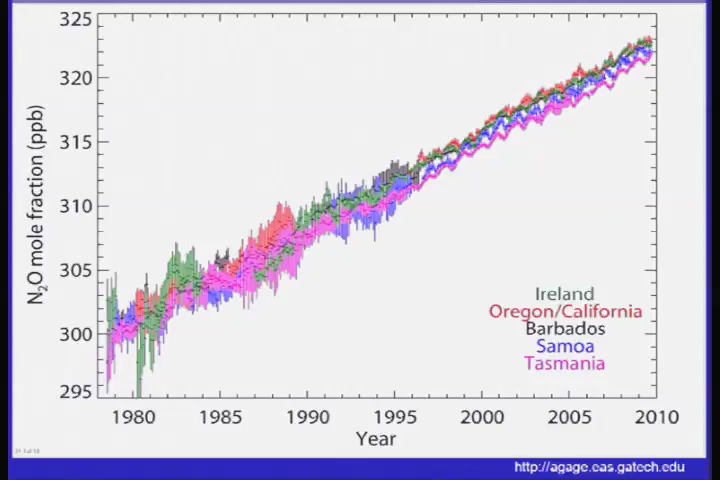 325
320
315
310
305
300
295
N₂O mole fraction (ppb)
Ireland
Oregon/California
Barbados
Samoa
Tasmania
1980 1985 1990 1995 2000 2005 2010
Year
http://agage.eas.gatech.edu